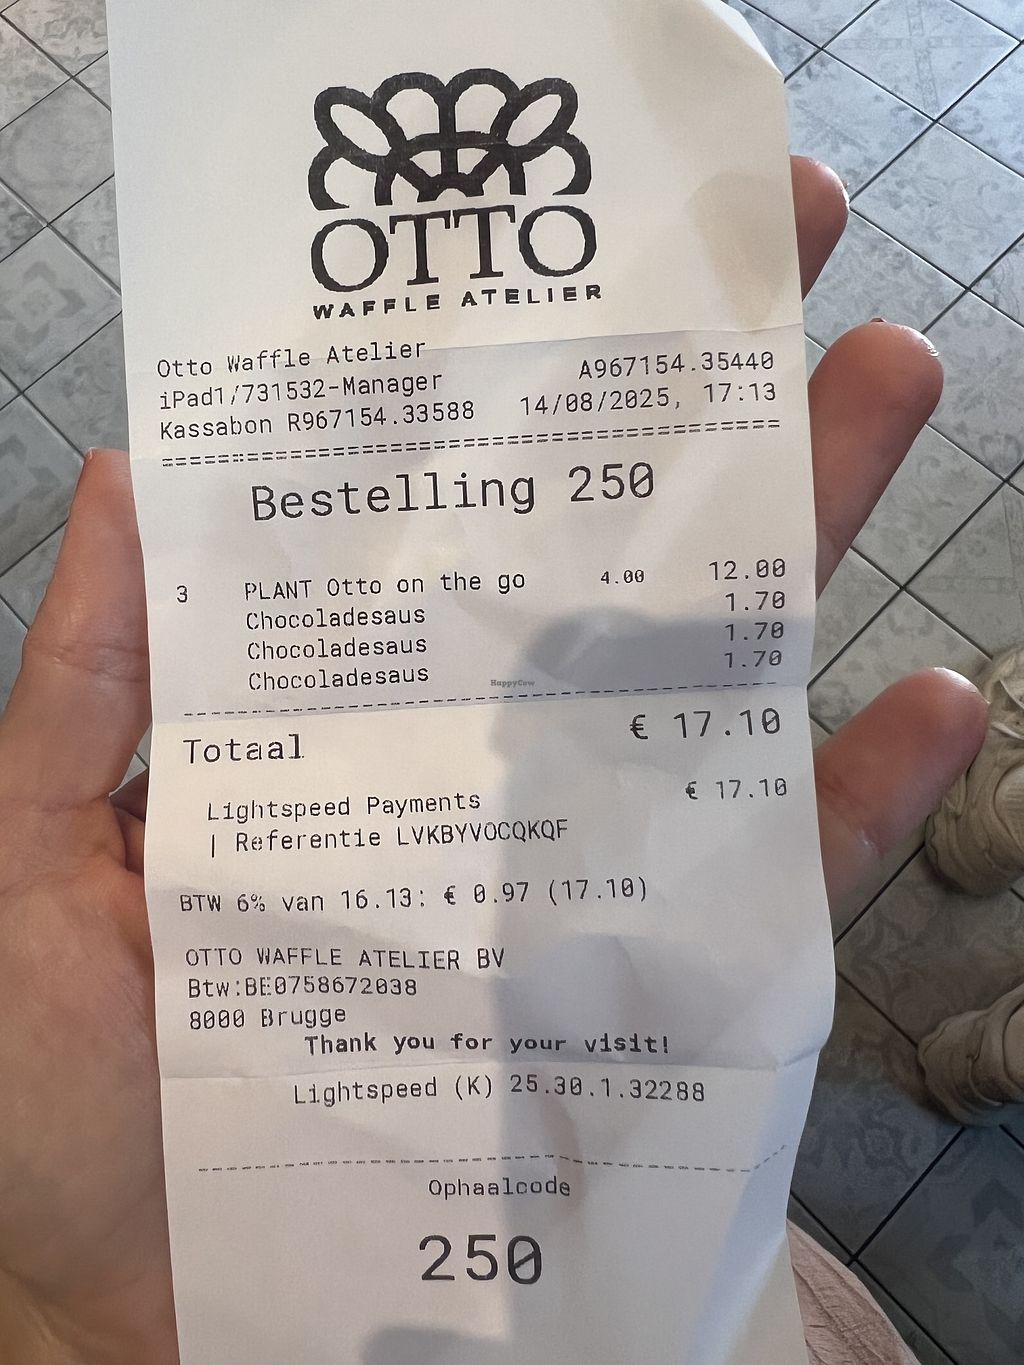 OTTO
WAFFLE ATELIER
Otto Waffle Atelier
iPad1/731532-Manager A967154.35440
Kassabon R967154.33588 14/08/2025, 17:13
============================================
Bestelling 250
3 PLANT Otto on the go 4.00 12.00
Chocoladesaus 1.70
Chocoladesaus 1.70
Chocoladesaus 1.70
HappyCow
Totaal € 17.10
Lightspeed Payments € 17.10
| Referentie LVKBYVOCQKQF
BTW 6% van 16.13: € 0.97 (17.10)
OTTO WAFFLE ATELIER BV
Btw:BE0758672038
8000 Brugge
Thank you for your visit!
Lightspeed (K) 25.30.1.32288
Ophaalcode
250